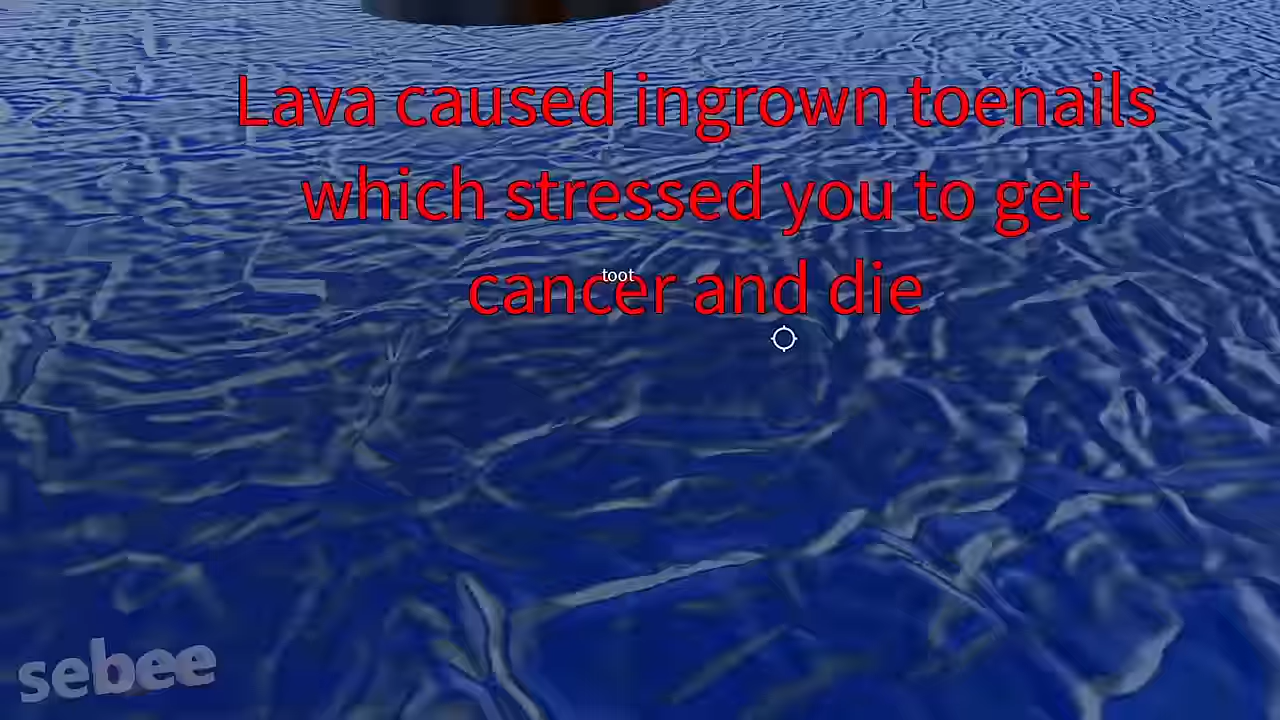 Lava caused ingrown toenails
which stressed you to get
cancer and die
toot
sebee